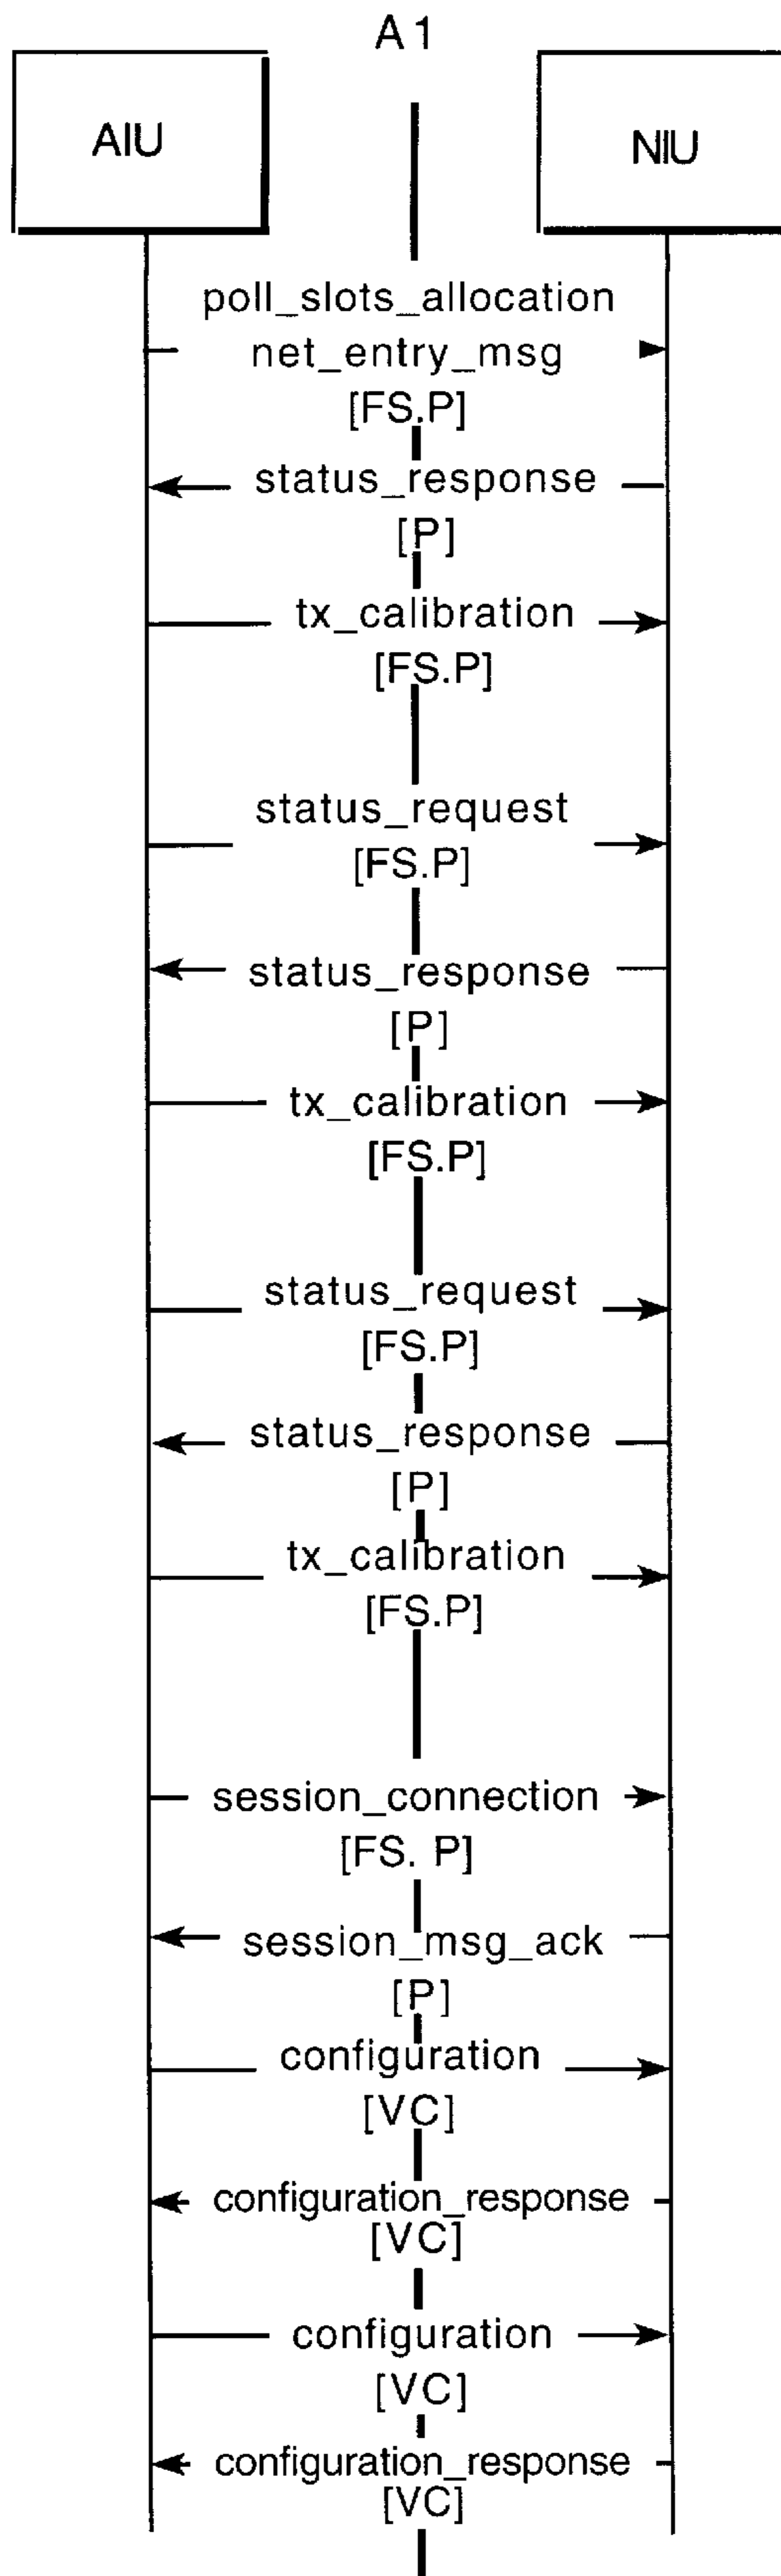 A1
AIU
NIU
poll_slots_allocation
net_entry_msg
[FS.P]
status_response
[P]
tx_calibration
[FS.P]
status_request
[FS.P]
status_response
[P]
tx_calibration
[FS.P]
status_request
[FS.P]
status_response
[P]
tx_calibration
[FS.P]
session_connection
[FS. P]
session_msg_ack
[P]
configuration
[VC]
configuration_response
[VC]
configuration
[VC]
configuration_response
[VC]